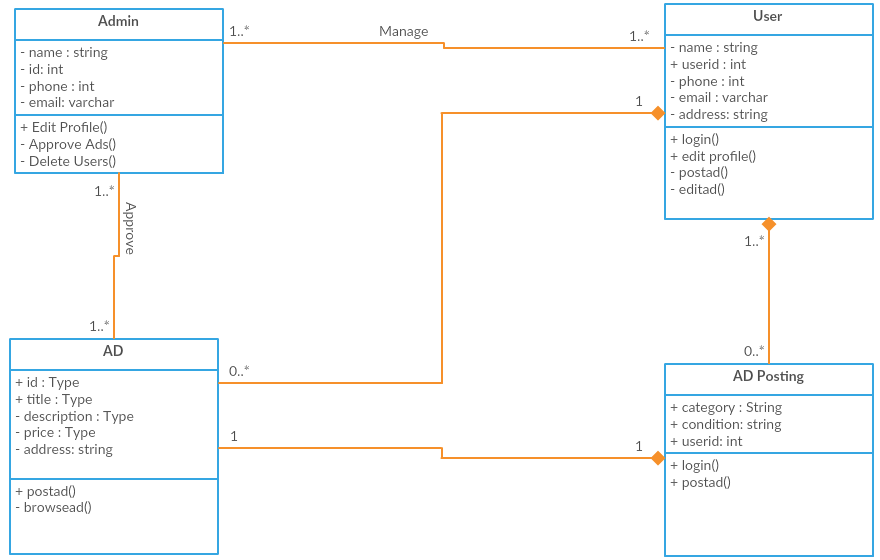 Admin
- name : string
- id: int
- phone : int
- email: varchar
+ Edit Profile()
- Approve Ads()
- Delete Users()
1..*
Manage
1..*
User
- name : string
+ userid : int
- phone : int
- email : varchar
- address: string
+ login()
+ edit profile()
- postad()
- editad()
1
1..*
Approve
1..*
1..*
0..*
AD
+ id : Type
+ title : Type
- description : Type
- price : Type
- address: string
+ postad()
- browsead()
0..*
1
1
AD Posting
+ category : String
+ condition: string
+ userid: int
+ login()
+ postad()